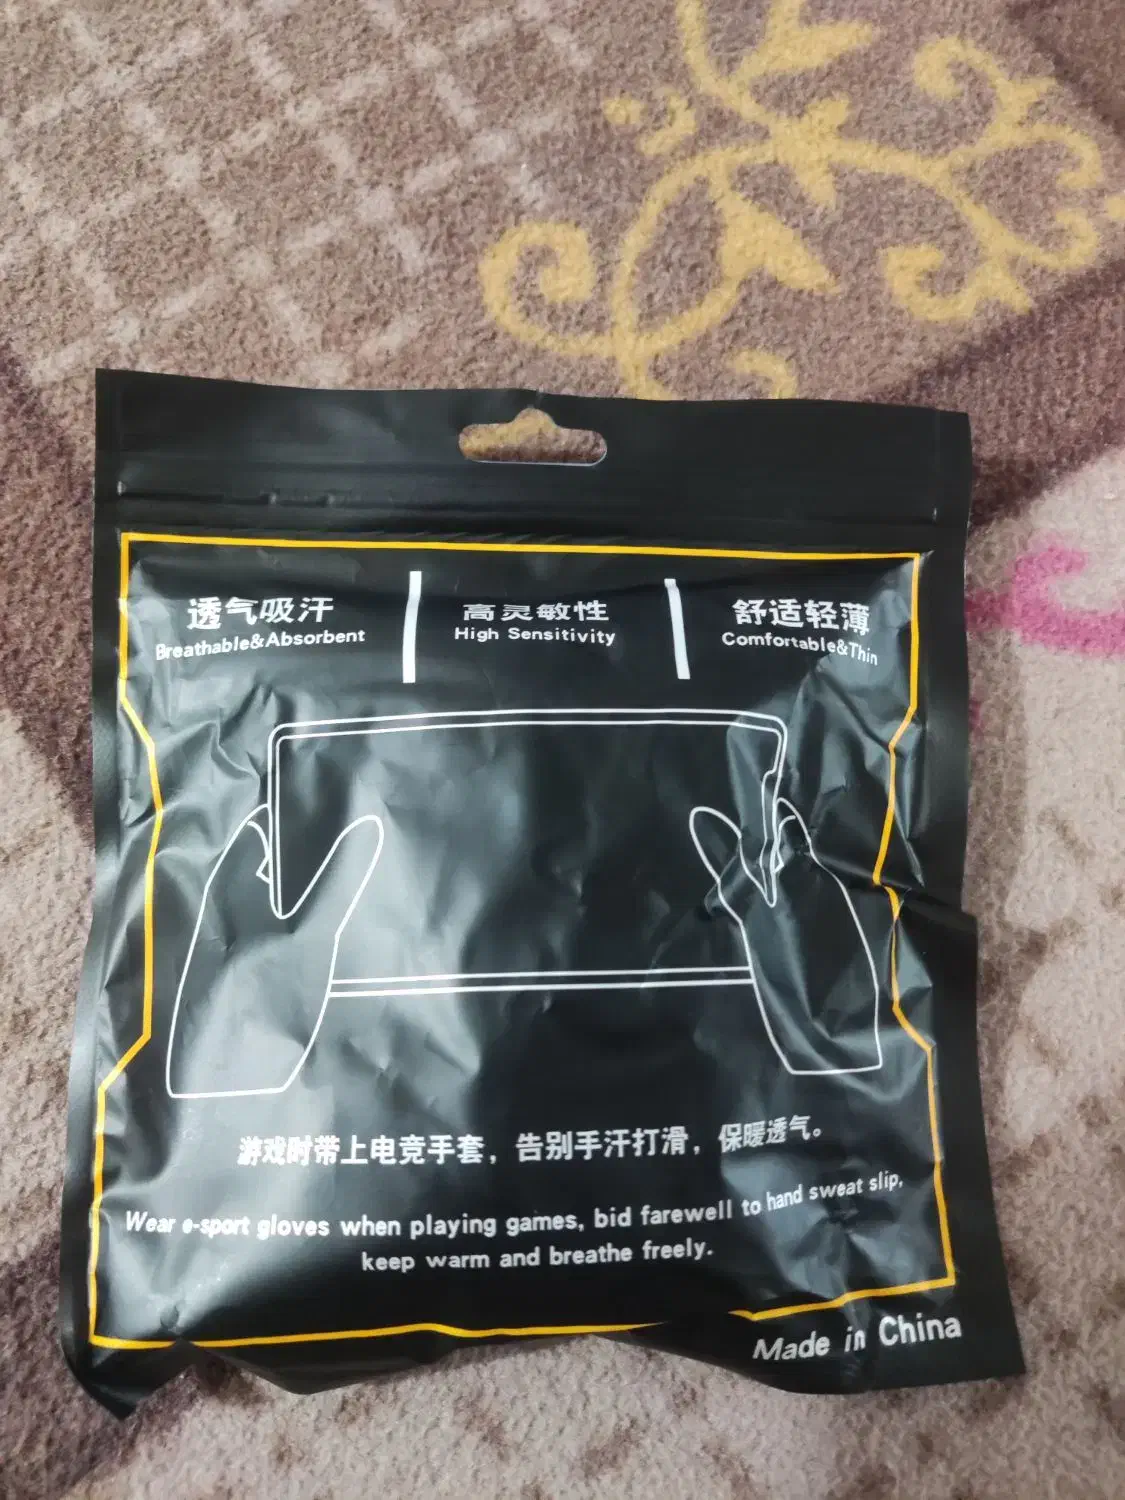 透气吸汗
Breathable&Absorbent
高灵敏性
High Sensitivity
舒适轻薄
Comfortable&Thin
游戏时带上电竞手套，告别手汗打滑，保暖透气。
Wear e-sport gloves when playing games, bid farewell to hand sweat slip,
keep warm and breathe freely.
Made in China